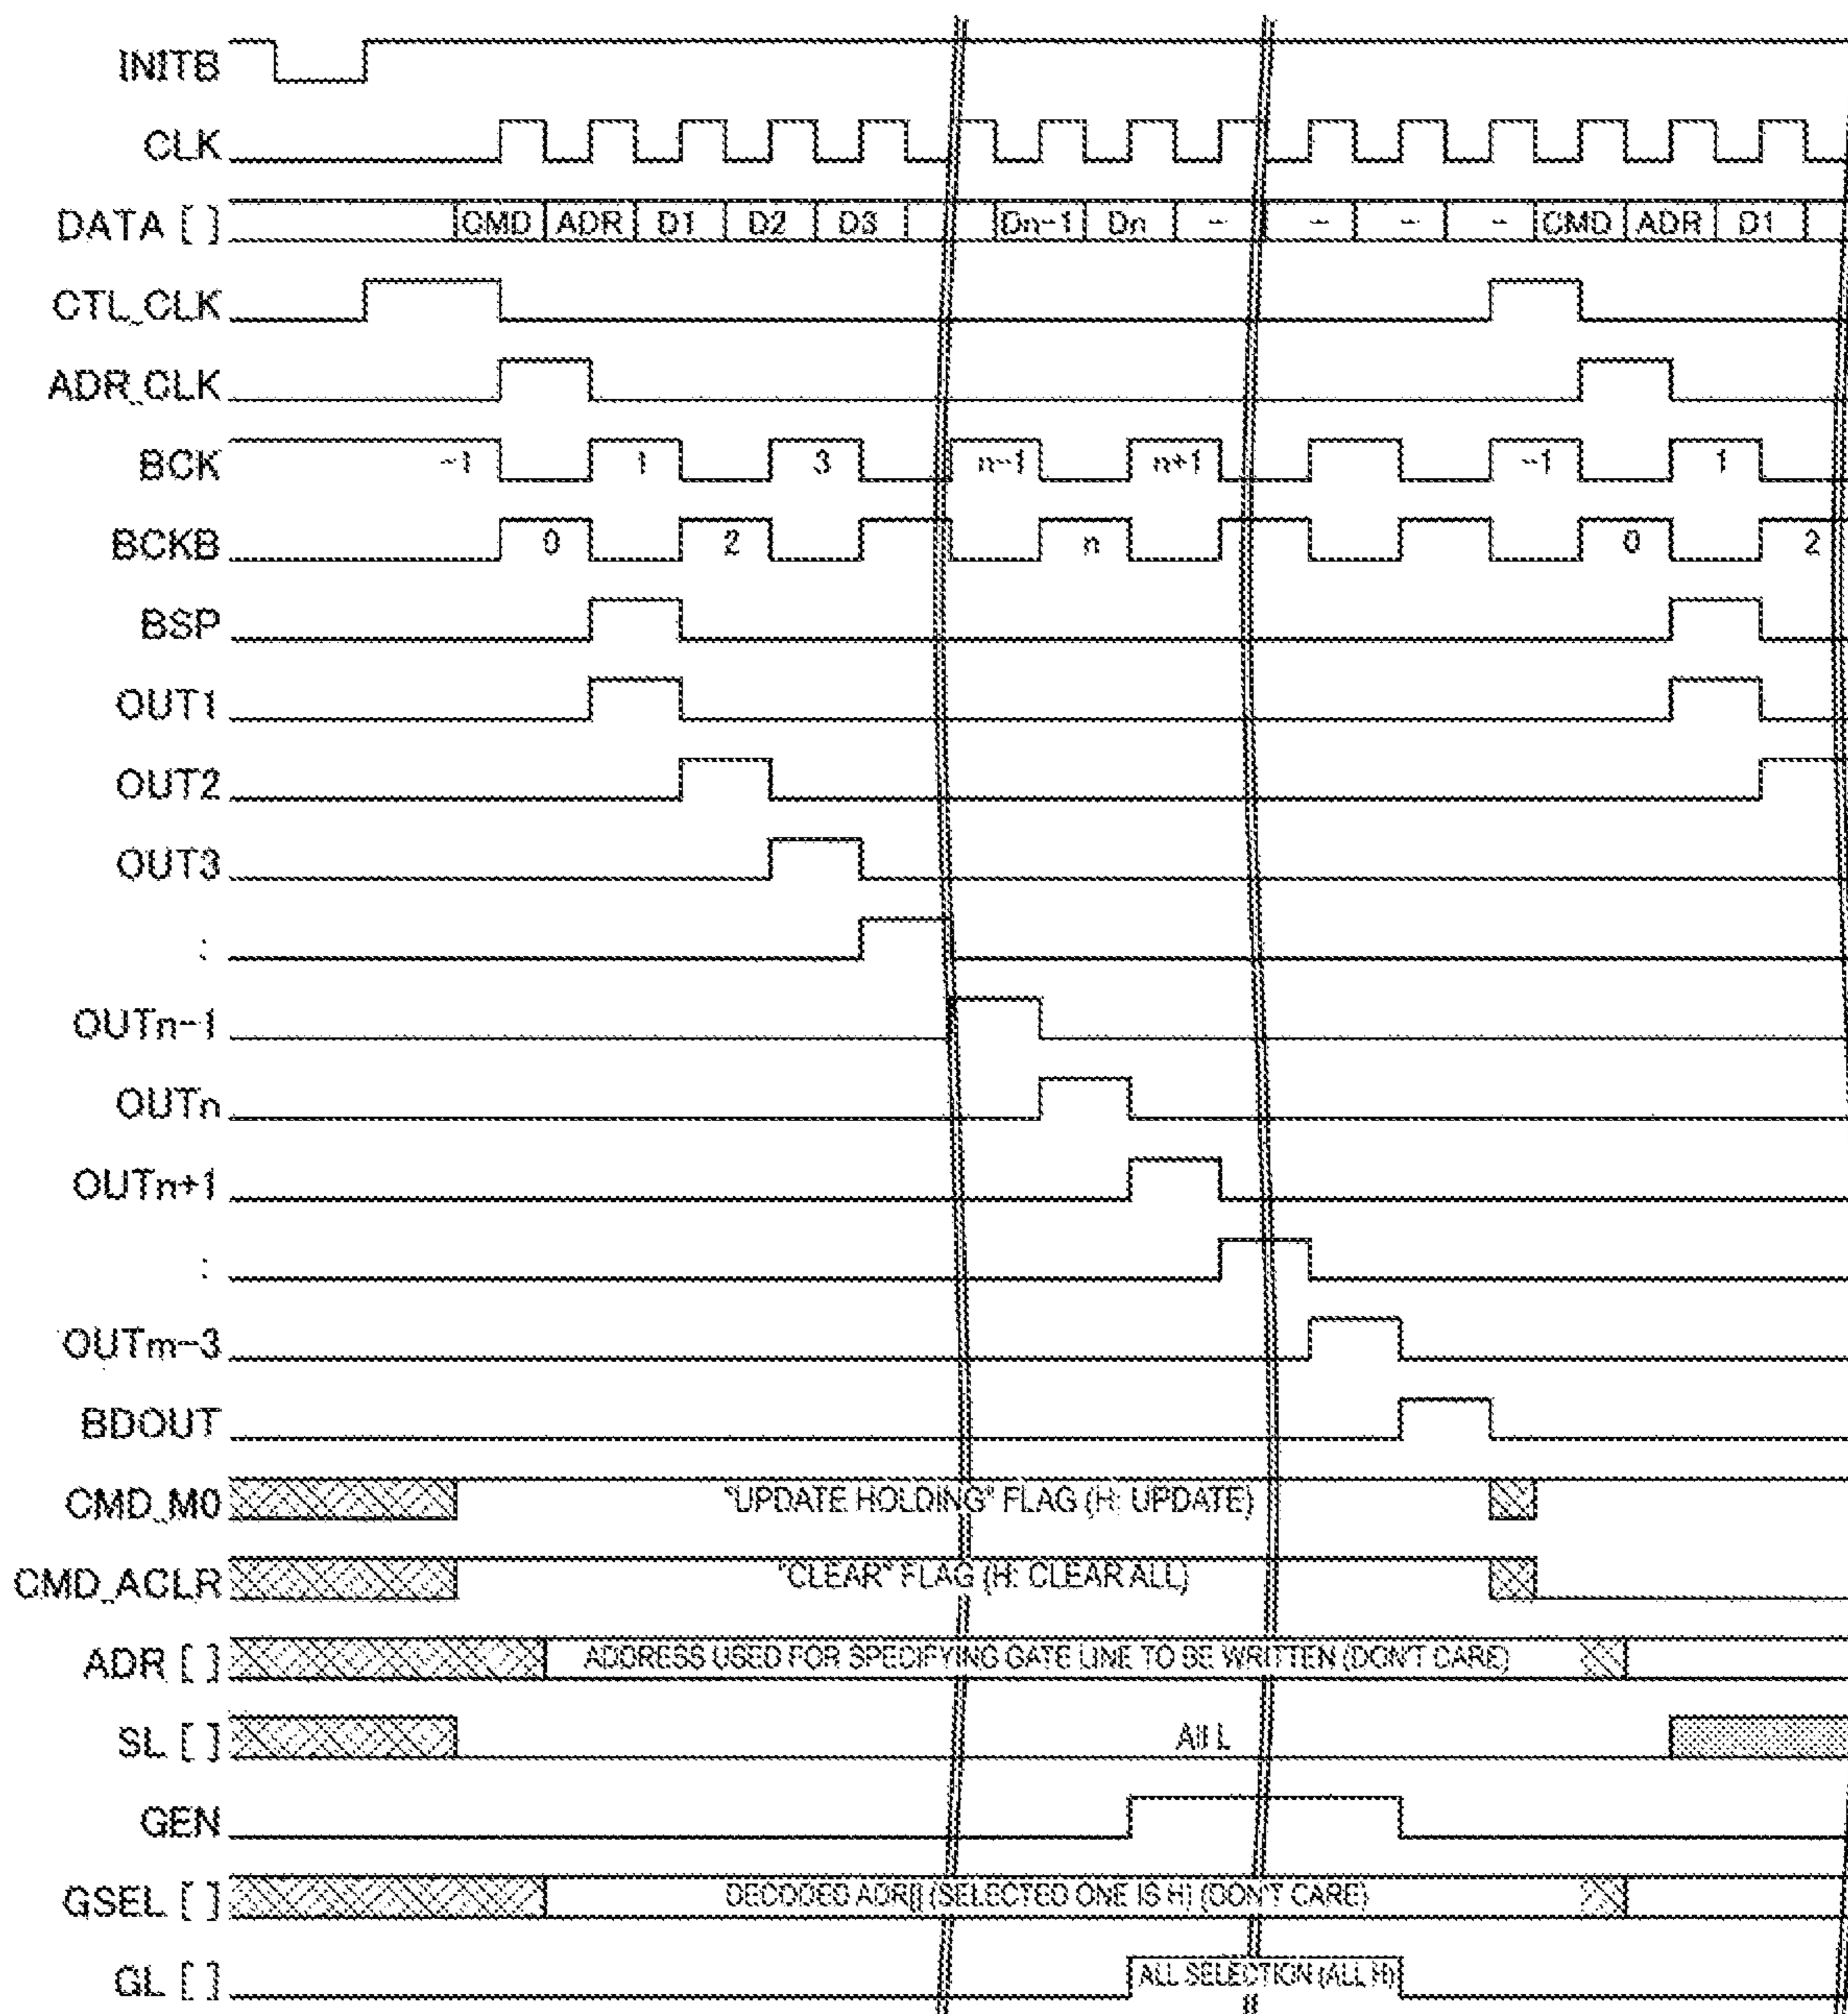 INITB
CLK
DATA [ ] CMD ADR D1 D2 D3 Dn-1 Dn - - - - CMD ADR D1
CTL_CLK
ADR_CLK
BCK -1 1 3 n-1 n+1 -1 1
BCKB 0 2 n 0 2
BSP
OUT1
OUT2
OUT3
:
OUTn-1
OUTn
OUTn+1
:
OUTm-3
BDOUT
CMD_M0 "UPDATE HOLDING" FLAG (H: UPDATE)
CMD_ACLR "CLEAR" FLAG (H: CLEAR ALL)
ADR [ ] ADDRESS USED FOR SPECIFYING GATE LINE TO BE WRITTEN (DON'T CARE)
SL [ ] All L
GEN
GSEL [ ] DECODED ADR[] (SELECTED ONE IS H) (DON'T CARE)
GL [ ] ALL SELECTION (ALL H)